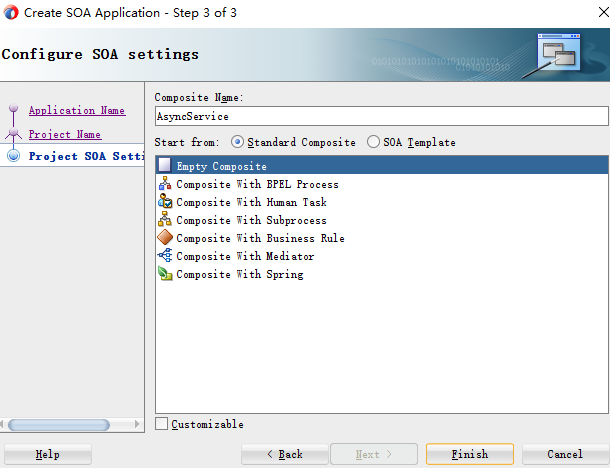 Create SOA Application - Step 3 of 3
Configure SOA settings
Application Name
Project Name
Project SOA Setti
Composite Name:
AsyncService
Start from: Standard Composite SOA Template
Empty Composite
Composite With BPEL Process
Composite With Human Task
Composite With Subprocess
Composite With Business Rule
Composite With Mediator
Composite With Spring
Customizable
Help < Back Next > Finish Cancel